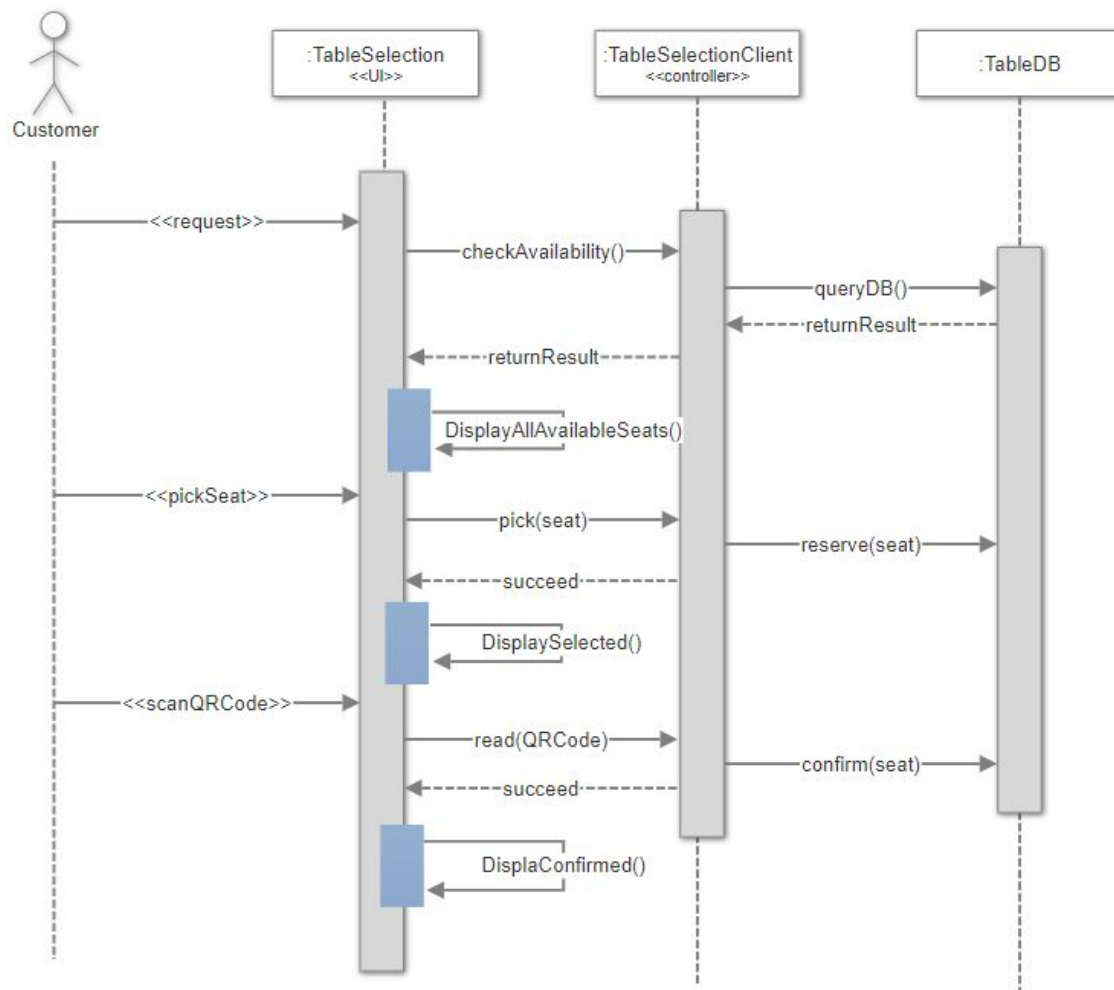 :TableSelection
<<UI>>
:TableSelectionClient
<<controller>>
:TableDB
Customer
<<request>>
checkAvailability()
queryDB()
returnResult
returnResult
DisplayAllAvailableSeats()
<<pickSeat>>
pick(seat)
reserve(seat)
succeed
DisplaySelected()
<<scanQRCode>>
read(QRCode)
confirm(seat)
succeed
DisplaConfirmed()